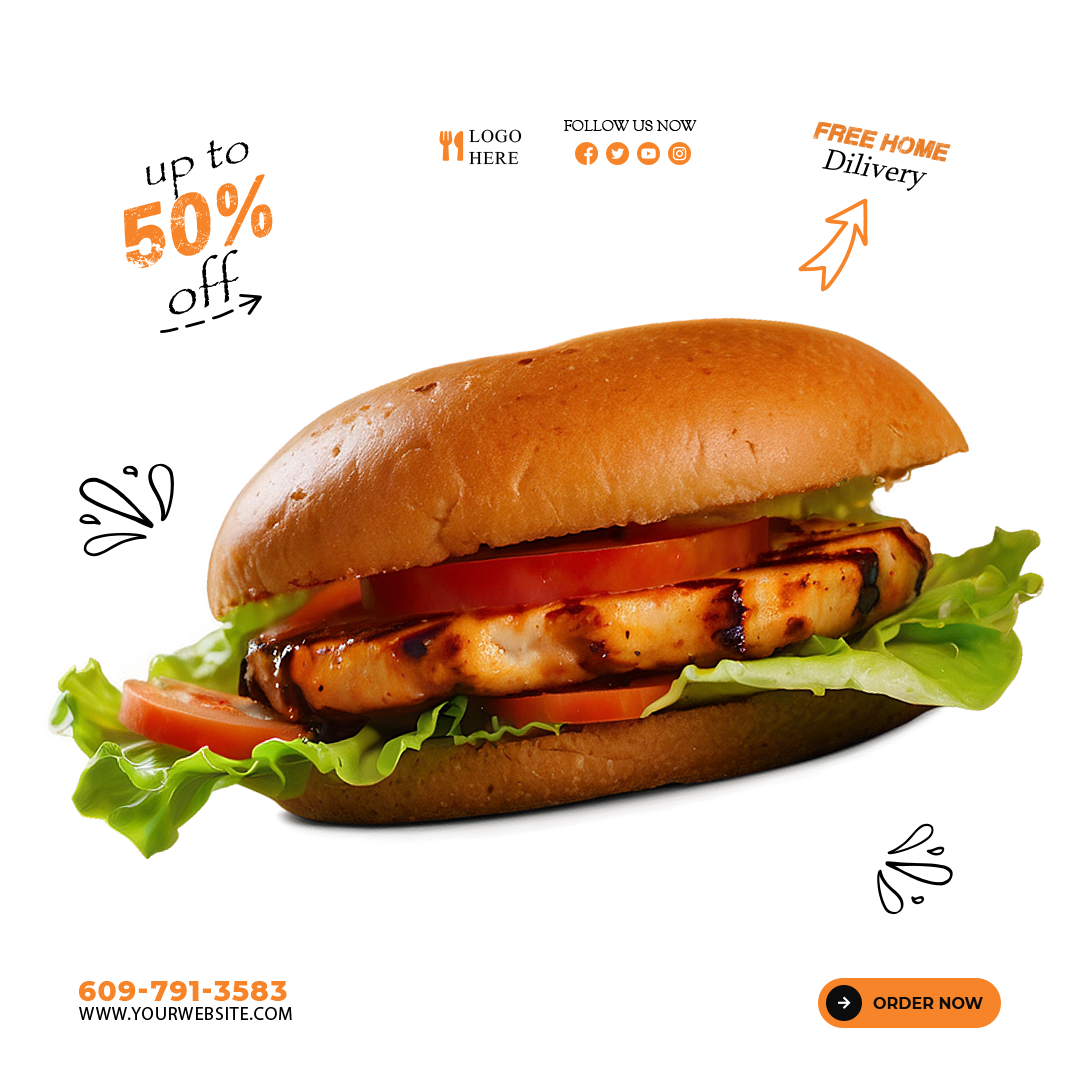 up to
50%
off
LOGO
HERE
FOLLOW US NOW
FREE HOME
Dilivery
609-791-3583
WWW.YOURWEBSITE.COM
ORDER NOW